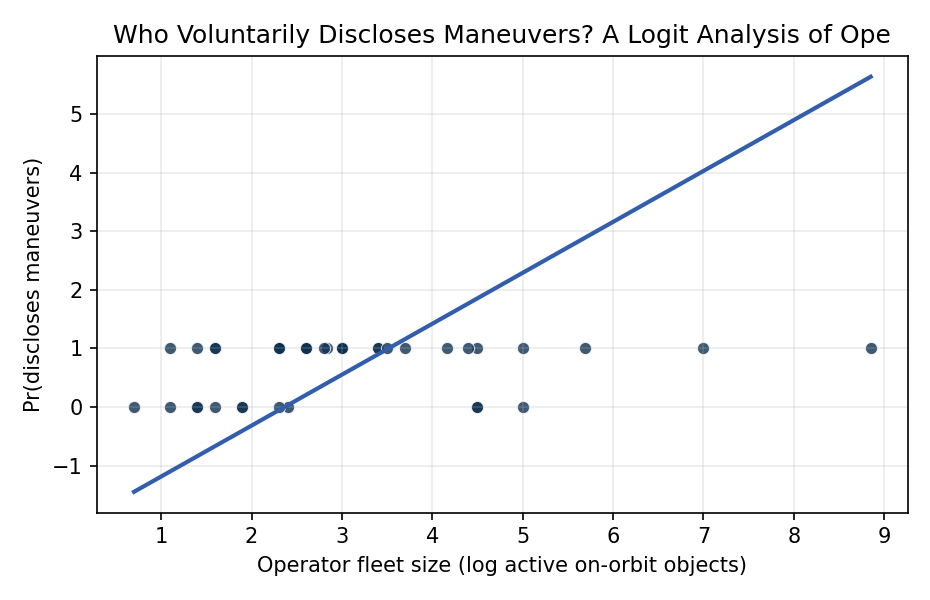 Who Voluntarily Discloses Maneuvers? A Logit Analysis of Ope
Pr(discloses maneuvers)
5
4
3
2
1
0
−1
1 2 3 4 5 6 7 8 9
Operator fleet size (log active on-orbit objects)